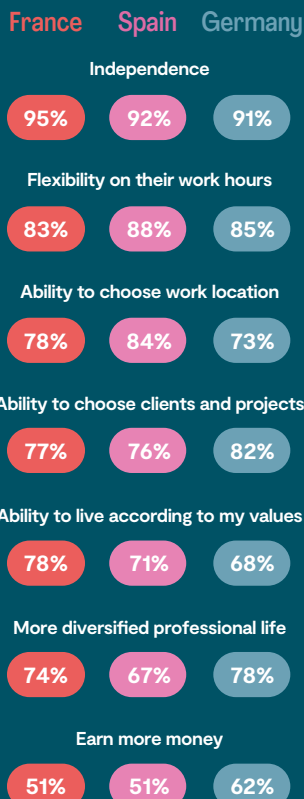 France Spain Germany
Independence
95% 92% 91%
Flexibility on their work hours
83% 88% 85%
Ability to choose work location
78% 84% 73%
Ability to choose clients and projects
77% 76% 82%
Ability to live according to my values
78% 71% 68%
More diversified professional life
74% 67% 78%
Earn more money
51% 51% 62%